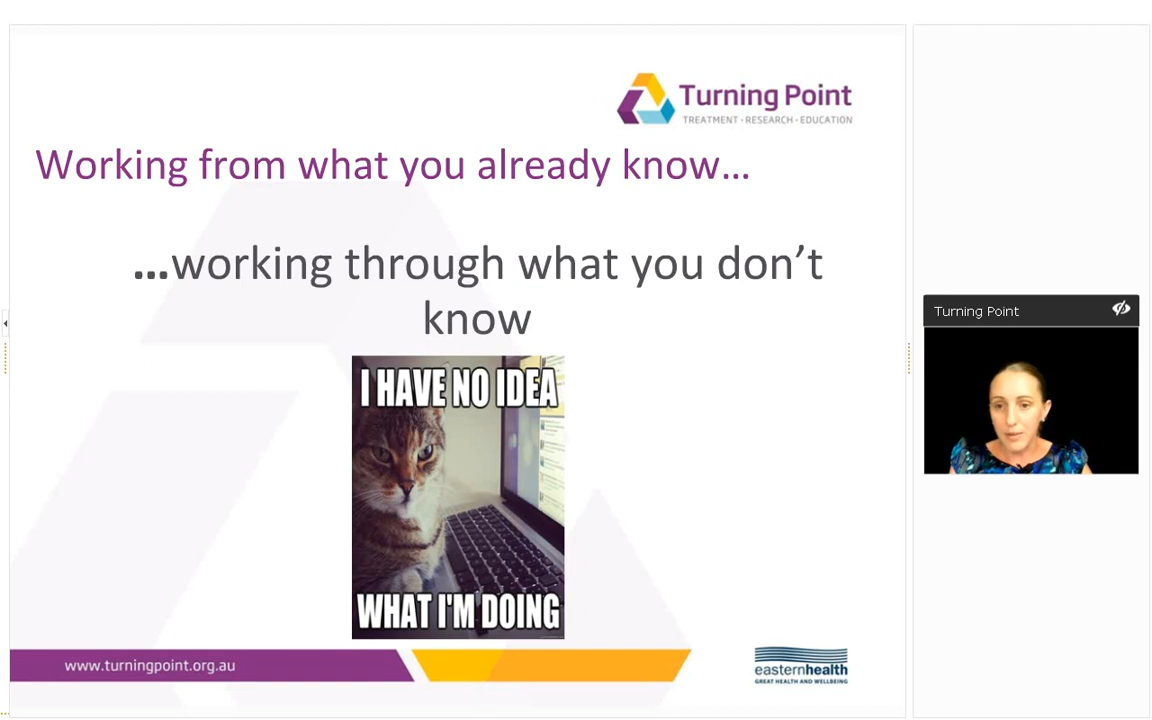 Turning Point
TREATMENT • RESEARCH • EDUCATION
Working from what you already know…
…working through what you don’t
know
I HAVE NO IDEA
WHAT I'M DOING
www.turningpoint.org.au
easternhealth
GREAT HEALTH AND WELLBEING
Turning Point